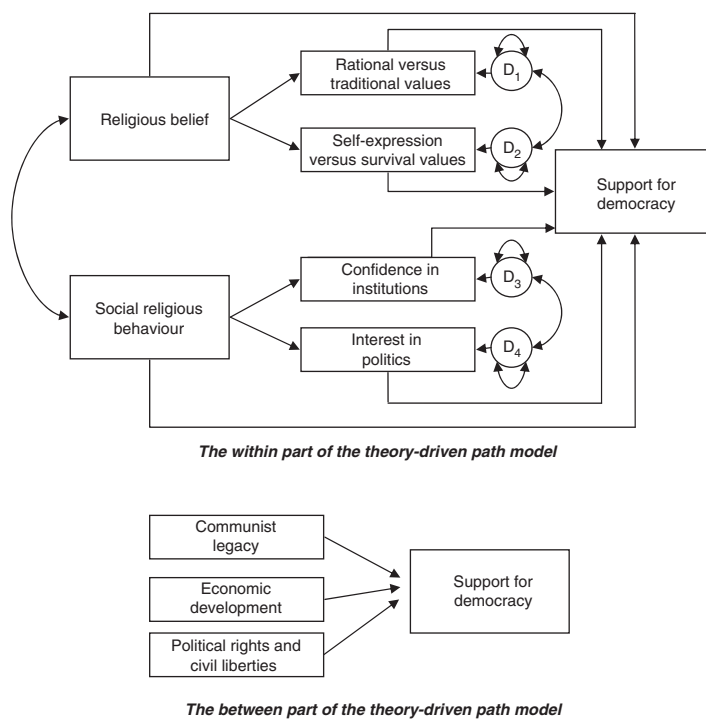 Rational versus
traditional values
D1
Religious belief
Self-expression
versus survival values
D2
Support for
democracy
Confidence in
institutions
D3
Social religious
behaviour
Interest in
politics
D4
The within part of the theory-driven path model
Communist
legacy
Economic
development
Support for
democracy
Political rights and
civil liberties
The between part of the theory-driven path model